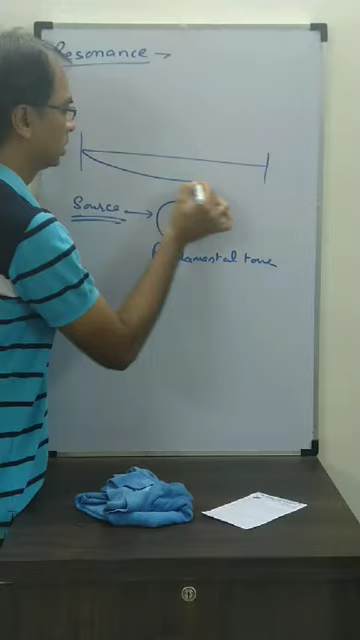 Resonance →
Source →
Fundamental tone